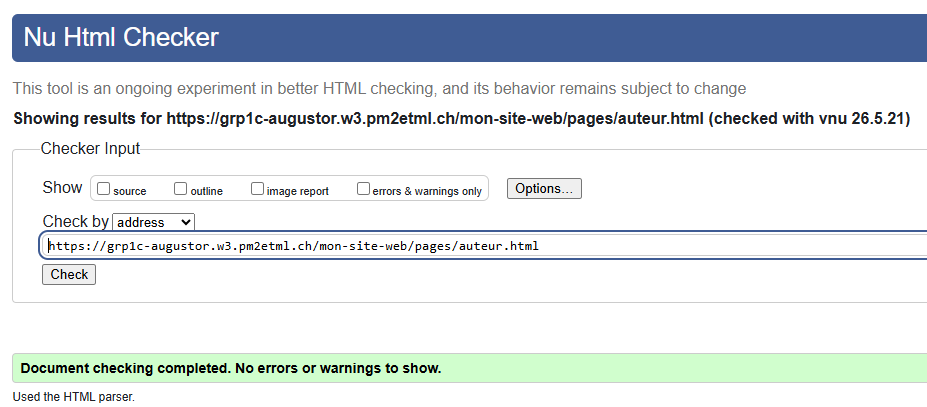 Nu Html Checker
This tool is an ongoing experiment in better HTML checking, and its behavior remains subject to change
Showing results for https://grp1c-augustor.w3.pm2etml.ch/mon-site-web/pages/auteur.html (checked with vnu 26.5.21)
Checker Input
Show source outline image report errors & warnings only Options...
Check by address
https://grp1c-augustor.w3.pm2etml.ch/mon-site-web/pages/auteur.html
Check
Document checking completed. No errors or warnings to show.
Used the HTML parser.